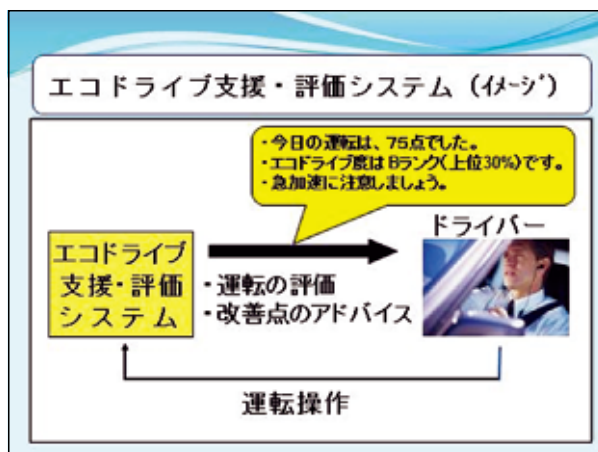 エコドライブ支援・評価システム（ｲﾒｰｼﾞ）
・今日の運転は、75点でした。
・エコドライブ度はBランク(上位30%)です。
・急加速に注意しましょう。
ドライバー
エコドライブ
支援・評価
システム
・運転の評価
・改善点のアドバイス
運転操作